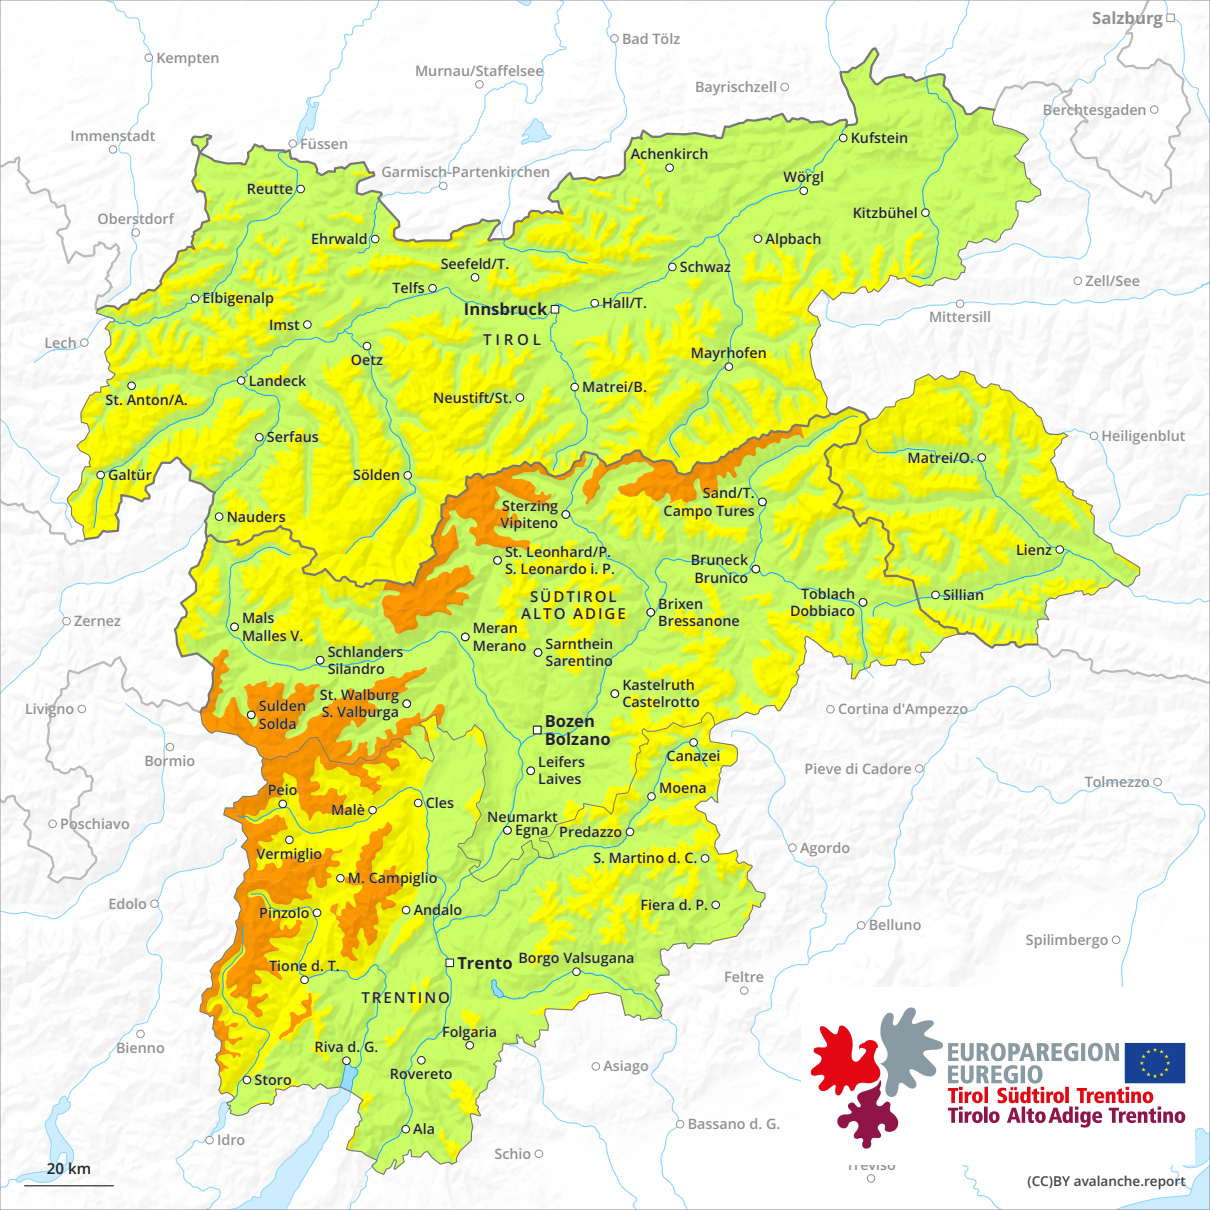 Salzburg
Bad Tölz
Kempten
Murnau/Staffelsee
Bayrischzell
Berchtesgaden
Immenstadt
Füssen
Kufstein
Achenkirch
Garmisch-Partenkirchen
Wörgl
Reutte
Oberstdorf
Kitzbühel
Ehrwald
Alpbach
Seefeld/T.
Schwaz
Zell/See
Telfs
Elbigenalp
Hall/T.
Innsbruck
Mittersill
Imst
TIROL
Lech
Oetz
Mayrhofen
Landeck
Matrei/B.
St. Anton/A.
Neustift/St.
Serfaus
Heiligenblut
Matrei/O.
Galtür
Sölden
Sand/T.
Campo Tures
Sterzing
Vipiteno
Nauders
St. Leonhard/P.
S. Leonardo i. P.
Lienz
Bruneck
Brunico
SÜDTIROL
ALTO ADIGE
Toblach
Dobbiaco
Sillian
Brixen
Bressanone
Zernez
Mals
Malles V.
Meran
Merano
Sarnthein
Sarentino
Schlanders
Silandro
Kastelruth
Castelrotto
St. Walburg
S. Valburga
Sulden
Solda
Livigno
Cortina d'Ampezzo
Bozen
Bolzano
Bormio
Canazei
Leifers
Laives
Pieve di Cadore
Tolmezzo
Peio
Moena
Malè
Cles
Neumarkt
Egna
Predazzo
Poschiavo
Vermiglio
Agordo
S. Martino d. C.
M. Campiglio
Edolo
Pinzolo
Andalo
Fiera d. P.
Belluno
Spilimbergo
Borgo Valsugana
Trento
Tione d. T.
Feltre
TRENTINO
Folgaria
Bienno
Riva d. G.
Rovereto
Asiago
Storo
EUROPAREGION
EUREGIO
Tirol Südtirol Trentino
Tirolo Alto Adige Trentino
Bassano d. G.
Ala
Idro
Schio
Treviso
20 km
(CC)BY avalanche.report